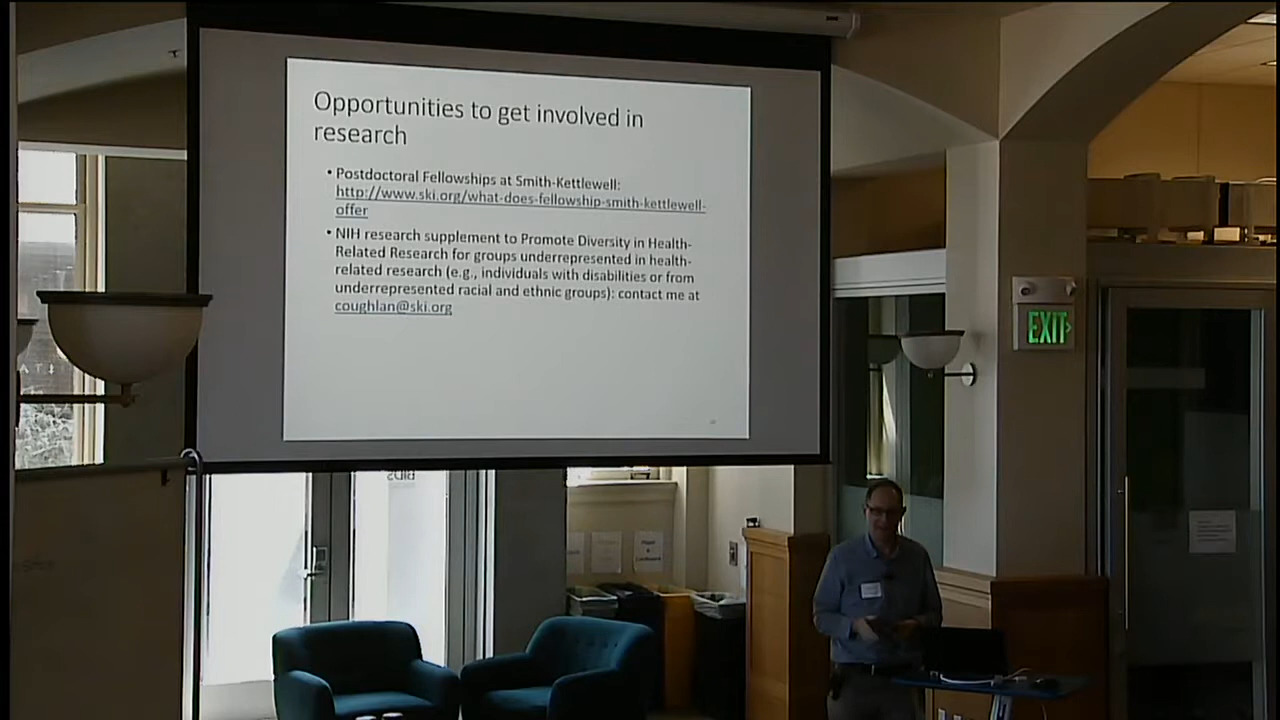 Opportunities to get involved in
research
• Postdoctoral Fellowships at Smith-Kettlewell:
http://www.ski.org/what-does-fellowship-smith-kettlewell-
offer
• NIH research supplement to Promote Diversity in Health-
Related Research for groups underrepresented in health-
related research (e.g., individuals with disabilities or from
underrepresented racial and ethnic groups): contact me at
coughlan@ski.org
EXIT